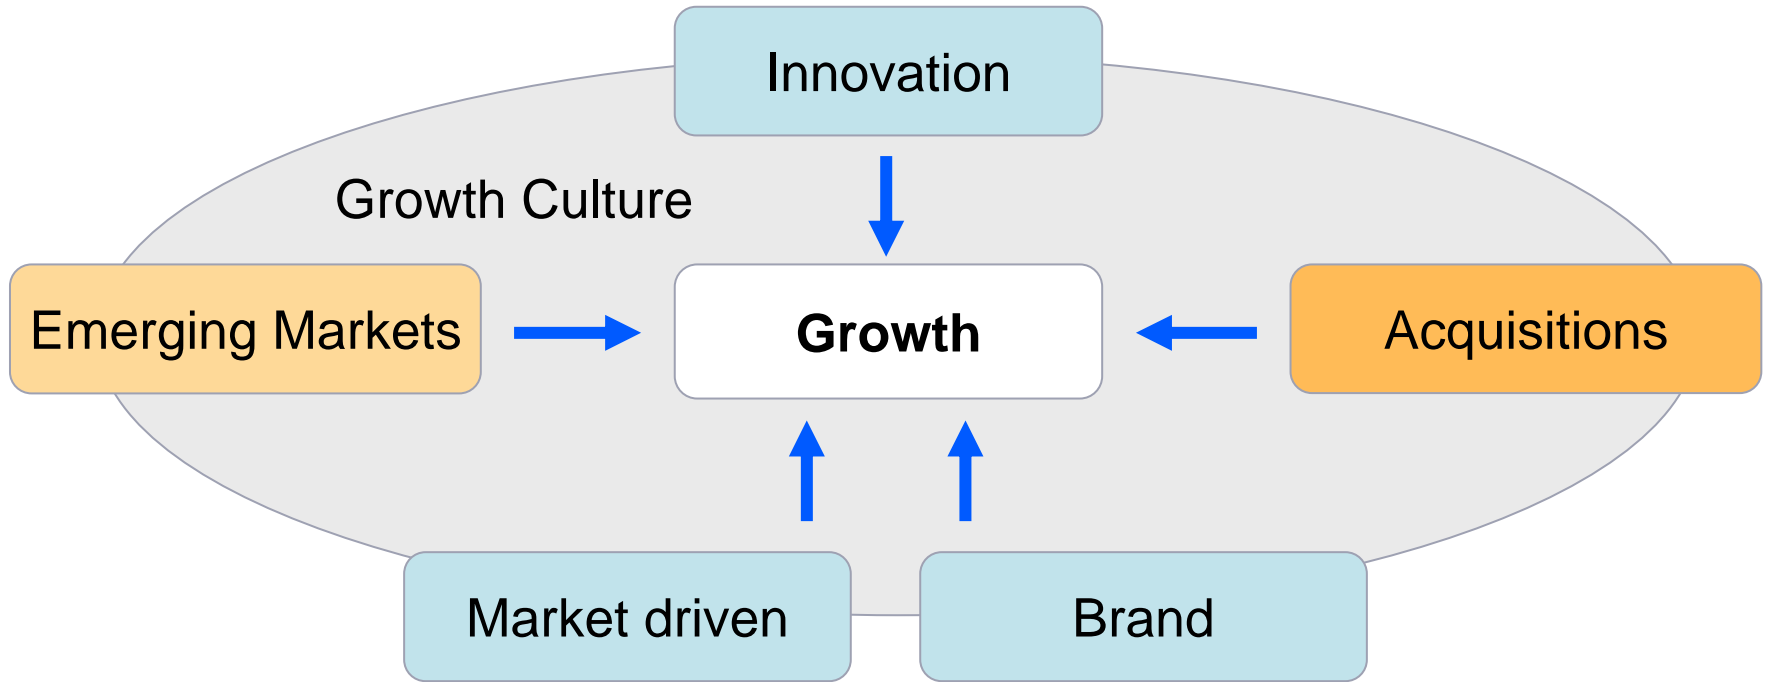 Innovation
Growth Culture
Emerging Markets
Growth
Acquisitions
Market driven
Brand